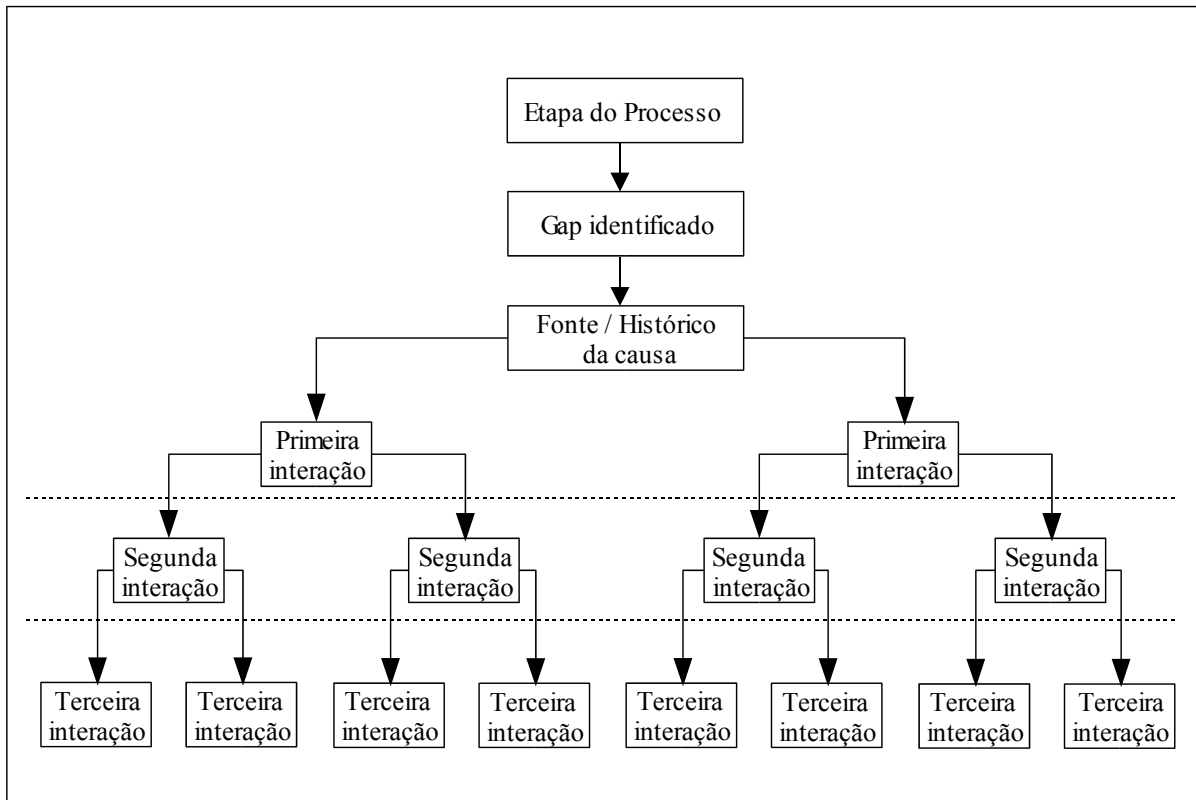 Etapa do Processo
Gap identificado
Fonte / Histórico
da causa
Primeira
interação
Primeira
interação
Segunda
interação
Segunda
interação
Segunda
interação
Segunda
interação
Terceira
interação
Terceira
interação
Terceira
interação
Terceira
interação
Terceira
interação
Terceira
interação
Terceira
interação
Terceira
interação